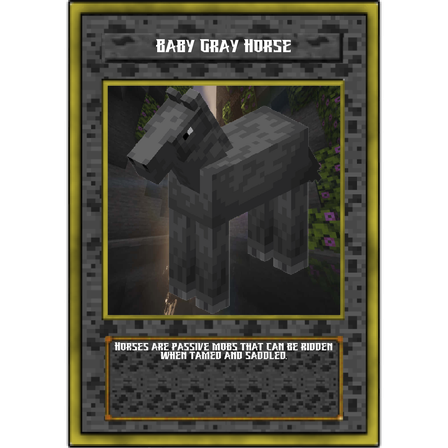 Baby Gray Horse
Horses are passive mobs that can be ridden
when tamed and saddled.